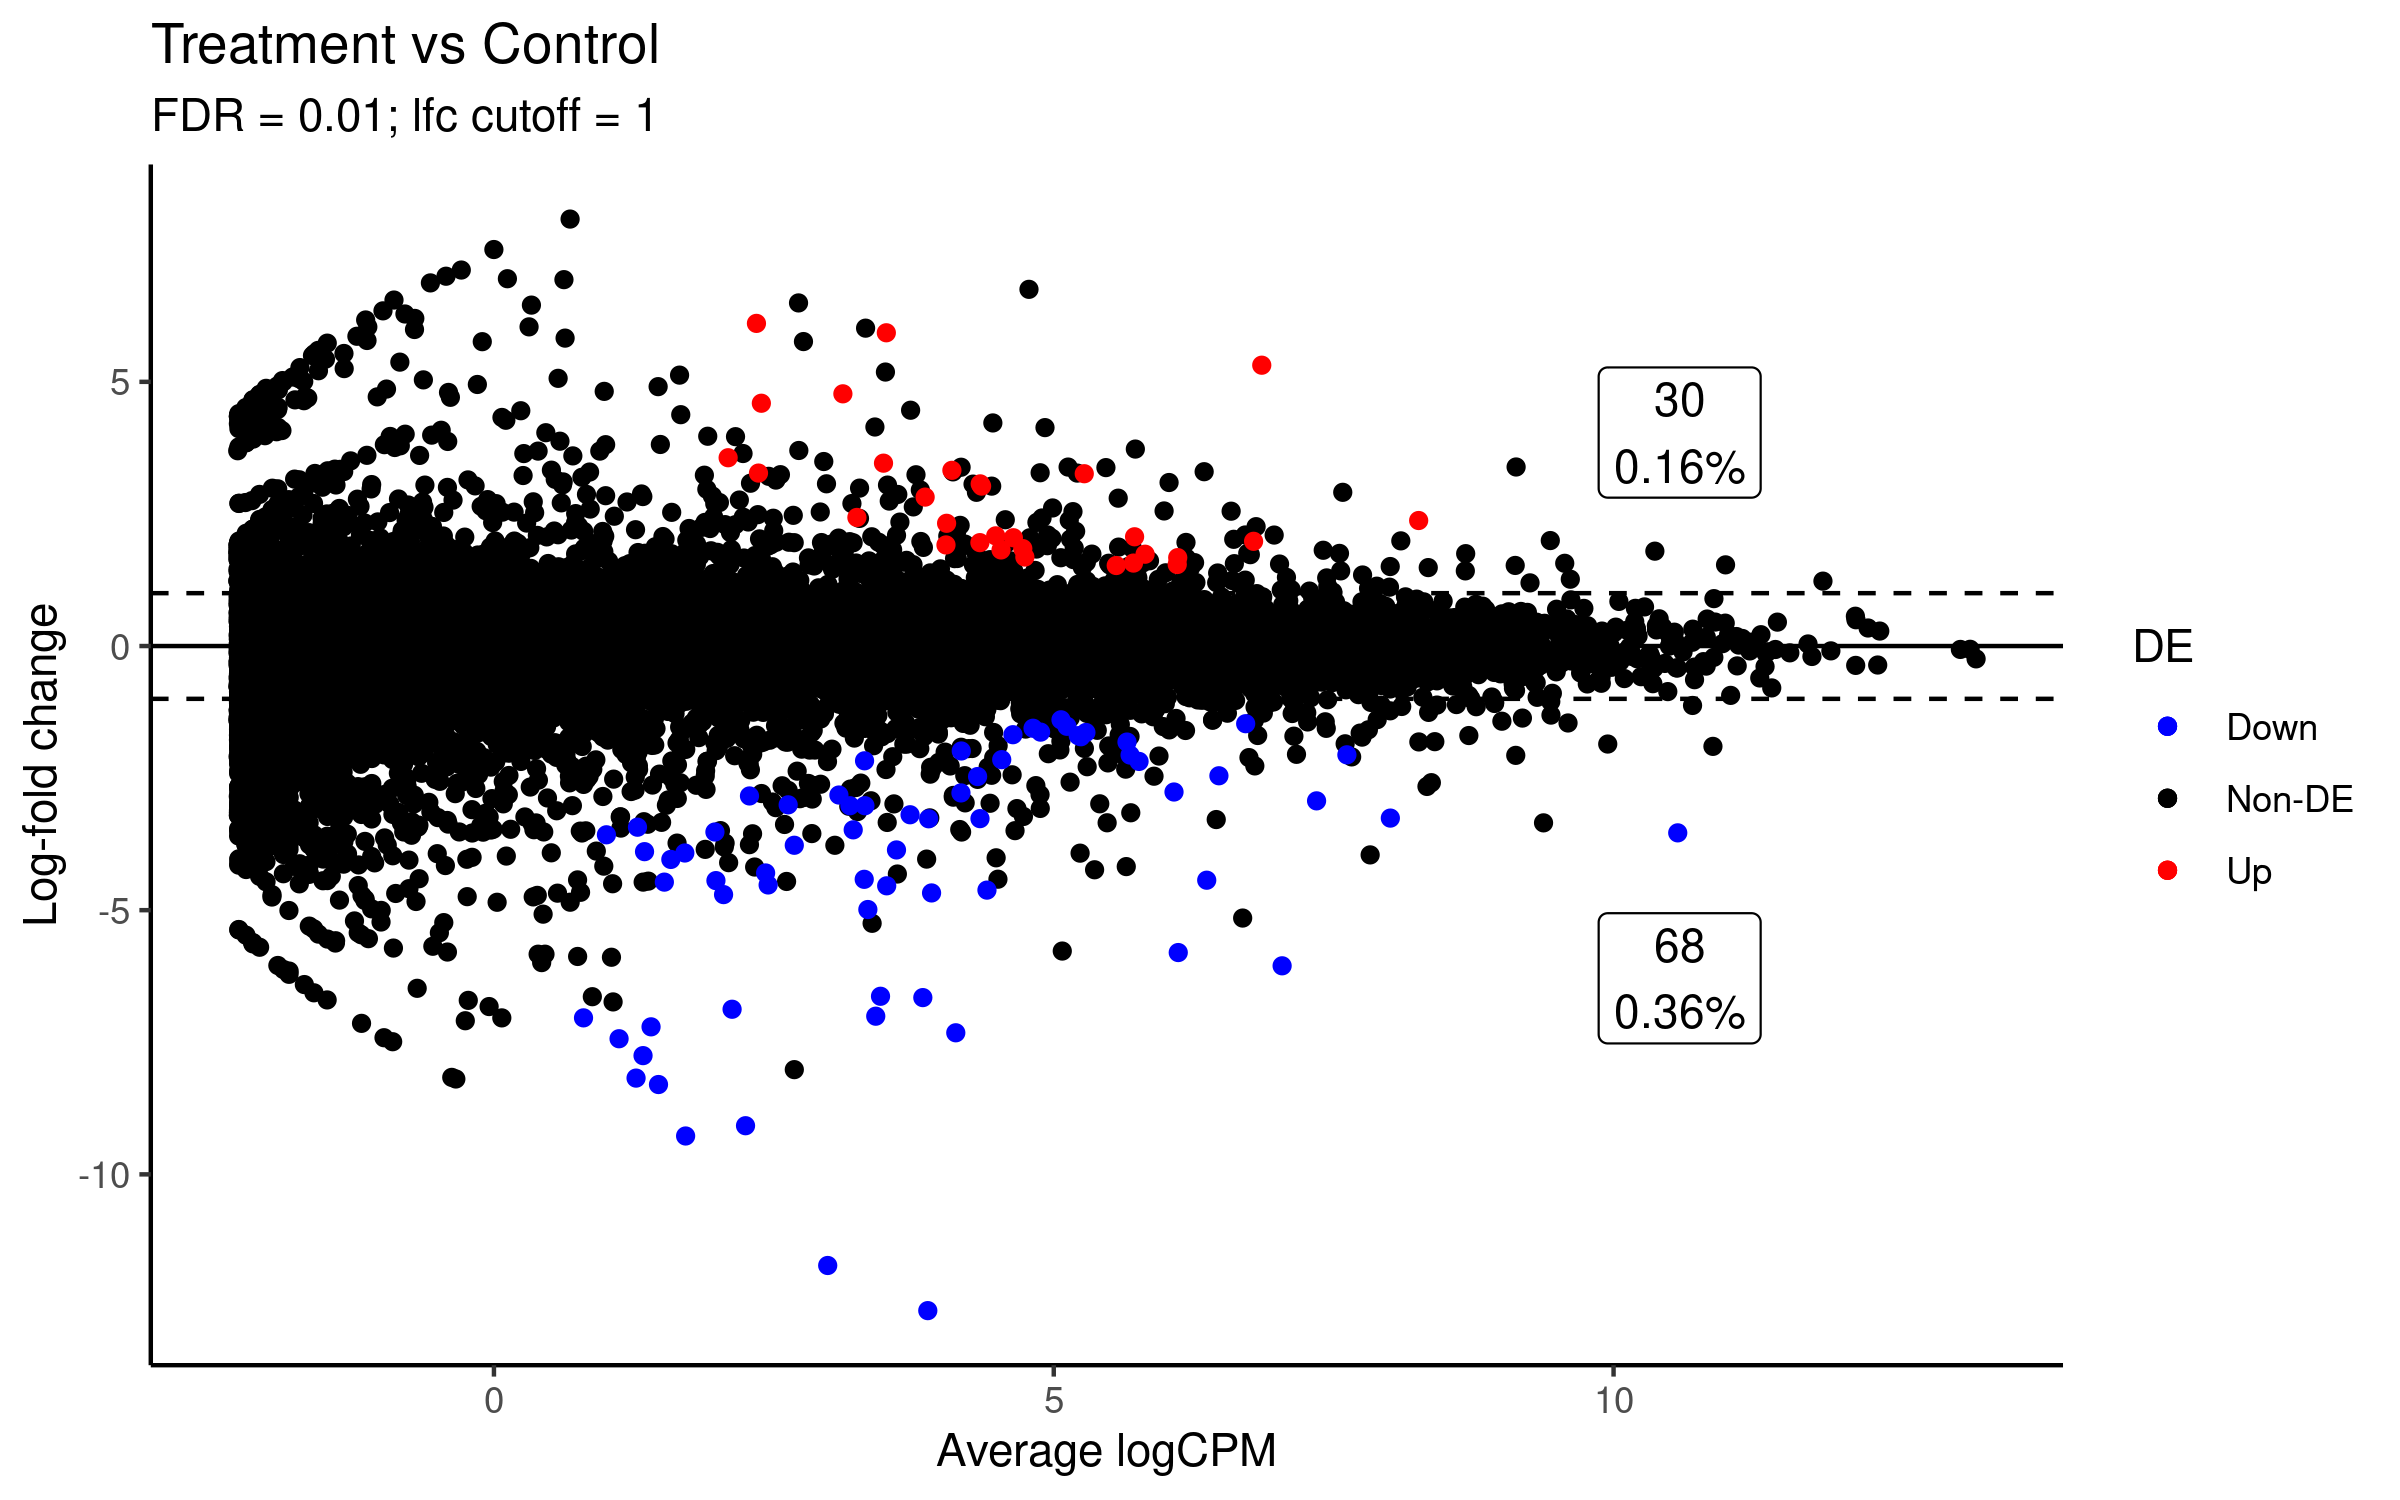 Treatment vs Control
FDR = 0.01; lfc cutoff = 1
5
0
-5
-10
Log-fold change
0
5
10
Average logCPM
30
0.16%
68
0.36%
DE
Down
Non-DE
Up